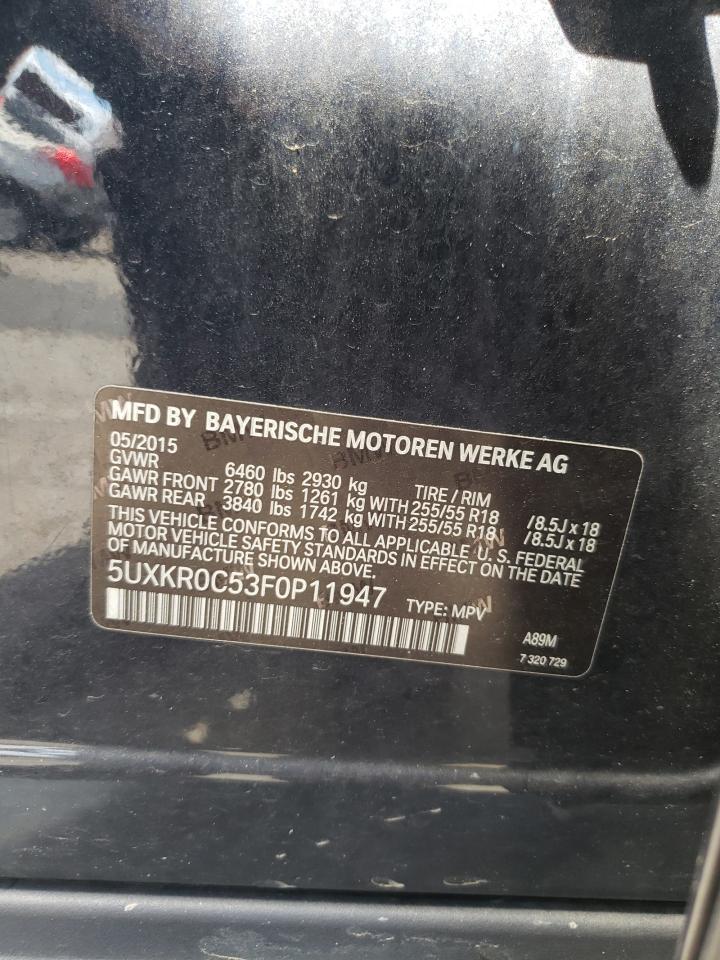 MFD BY BAYERISCHE MOTOREN WERKE AG
05/2015
GVWR 6460 lbs 2930 kg TIRE / RIM
GAWR FRONT 2780 lbs 1261 kg WITH 255/55 R18 /8.5J x 18
GAWR REAR 3840 lbs 1742 kg WITH 255/55 R18 /8.5J x 18
THIS VEHICLE CONFORMS TO ALL APPLICABLE U.S. FEDERAL
MOTOR VEHICLE SAFETY STANDARDS IN EFFECT ON THE DATE OF
MANUFACTURE SHOWN ABOVE.
5UXKR0C53F0P11947 TYPE: MPV
A89M
7 320 729